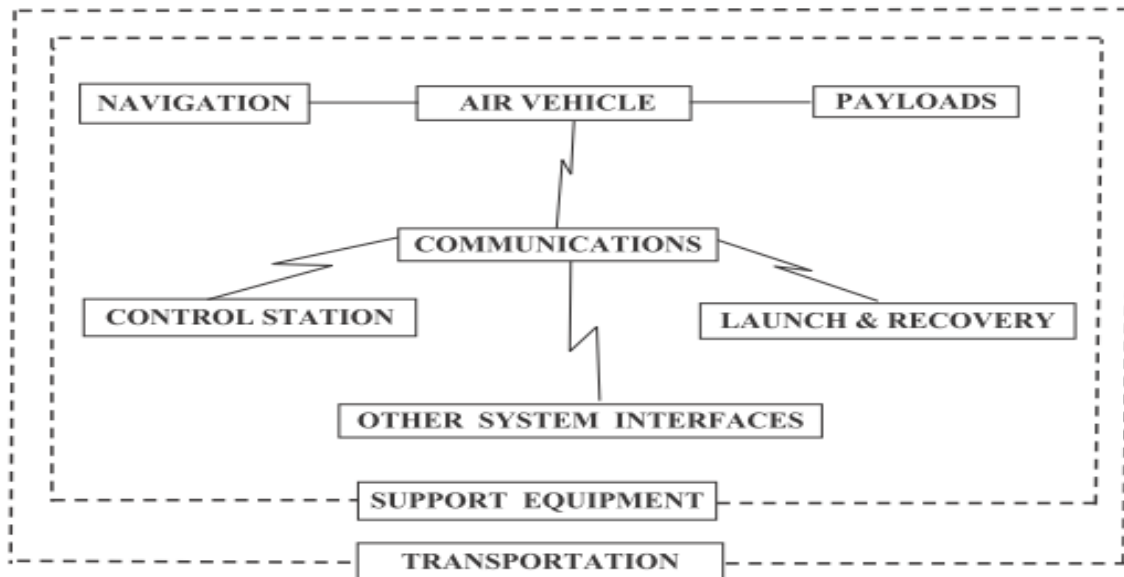 NAVIGATION
AIR VEHICLE
PAYLOADS
COMMUNICATIONS
CONTROL STATION
LAUNCH & RECOVERY
OTHER SYSTEM INTERFACES
SUPPORT EQUIPMENT
TRANSPORTATION